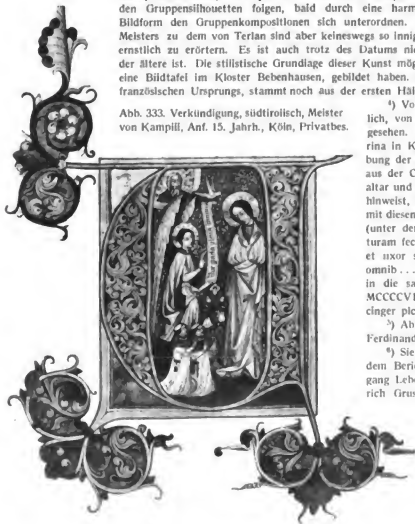 den Gruppensilhouetten folgen, bald durch eine harm
Bildform den Gruppenkompositionen sich unterordnen.
Meisters zu dem von Terlan sind aber keineswegs so innig
ernstlich zu erörtern. Es ist auch trotz des Datums nic
der ältere ist. Die stilistische Grundlage dieser Kunst mög
eine Bildtafel im Kloster Bebenhausen, gebildet haben.
französischen Ursprungs, stammt noch aus der ersten Häl
Abb. 333. Verkündigung, südtirolisch, Meister
von Kampill, Anf. 15. Jahrh., Köln, Privatbes.
⁴) Vo
lich, von
gesehen.
rina in K
bung der
aus der C
altar und
hinweist,
mit diesen
(unter der
turam fec
et uxor s
omnib...
in die sa
MCCCCVI
cinger pic
⁵) Ab
Ferdinand
⁶) Sie
dem Beric
gang Lebe
rich Grus